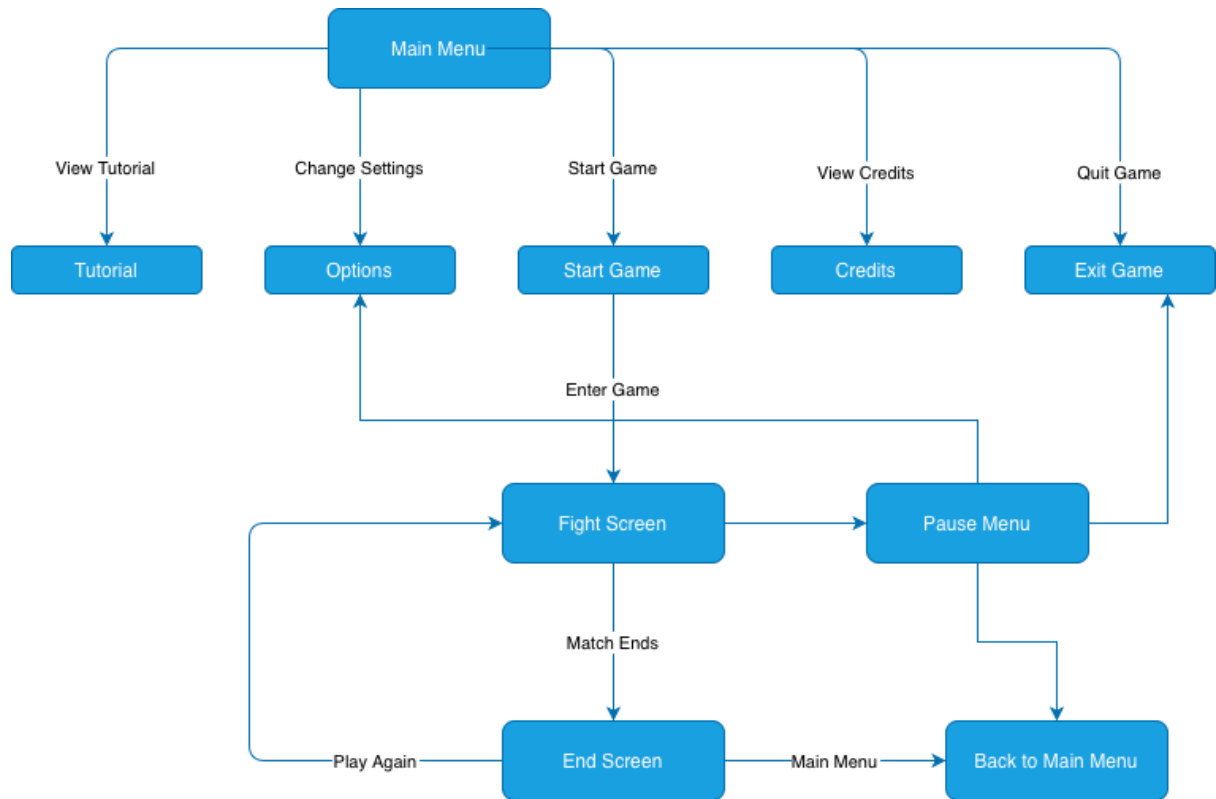 Main Menu
View Tutorial
Change Settings
Start Game
View Credits
Quit Game
Tutorial
Options
Start Game
Credits
Exit Game
Enter Game
Fight Screen
Pause Menu
Match Ends
Play Again
End Screen
Main Menu
Back to Main Menu